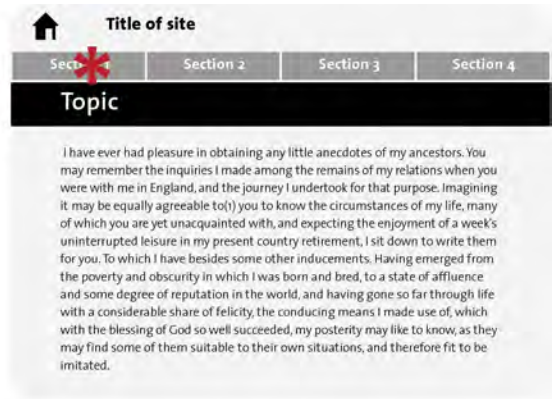 Title of site
Section 2 Section 3 Section 4
Topic
I have ever had pleasure in obtaining any little anecdotes of my ancestors. You
may remember the inquiries I made among the remains of my relations when you
were with me in England, and the journey I undertook for that purpose. Imagining
it may be equally agreeable to(1) you to know the circumstances of my life, many
of which you are yet unacquainted with, and expecting the enjoyment of a week's
uninterrupted leisure in my present country retirement, I sit down to write them
for you. To which I have besides some other inducements. Having emerged from
the poverty and obscurity in which I was born and bred, to a state of affluence
and some degree of reputation in the world, and having gone so far through life
with a considerable share of felicity, the conducing means I made use of, which
with the blessing of God so well succeeded, my posterity may like to know, as they
may find some of them suitable to their own situations, and therefore fit to be
imitated.